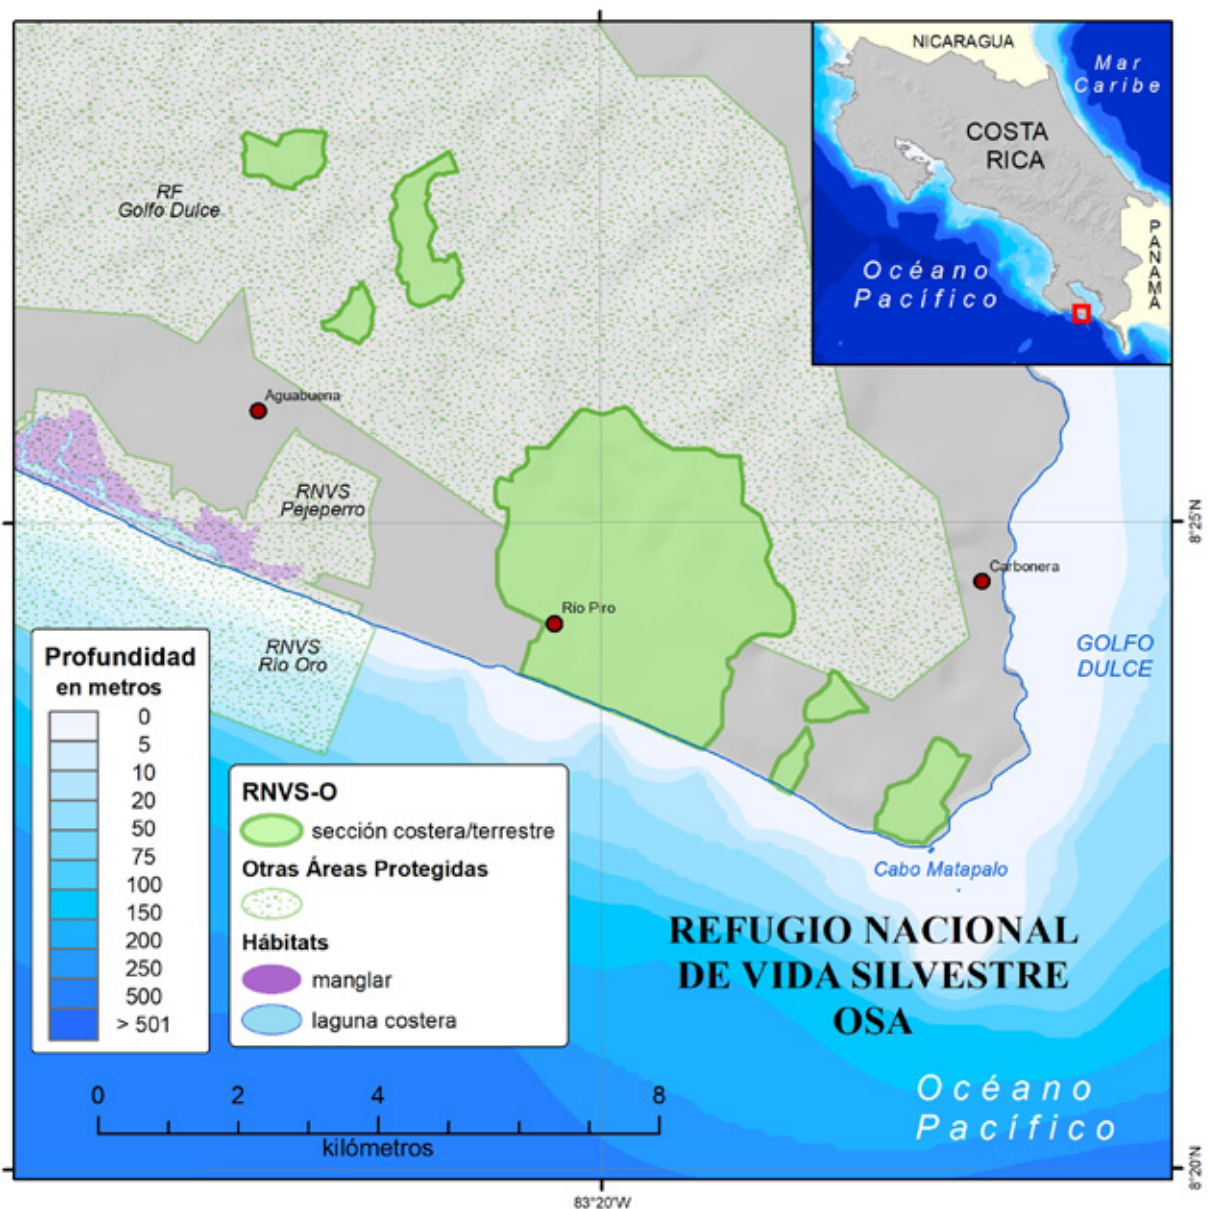 NICARAGUA
Mar
Caribe
COSTA
RICA
PANAMÁ
Océano
Pacífico
RF
Golfo Dulce
Aguabuena
RNVS
Pejeperro
8°25'N
Carbonera
Río Piro
RNVS
Río Oro
GOLFO
DULCE
Profundidad
en metros
0
5
10
20
50
75
100
150
200
250
500
> 501
RNVS-O
sección costera/terrestre
Otras Áreas Protegidas
Hábitats
manglar
laguna costera
Cabo Matapalo
REFUGIO NACIONAL
DE VIDA SILVESTRE
OSA
Océano
Pacífico
0 2 4 8
kilómetros
8°20'N
83°20'W